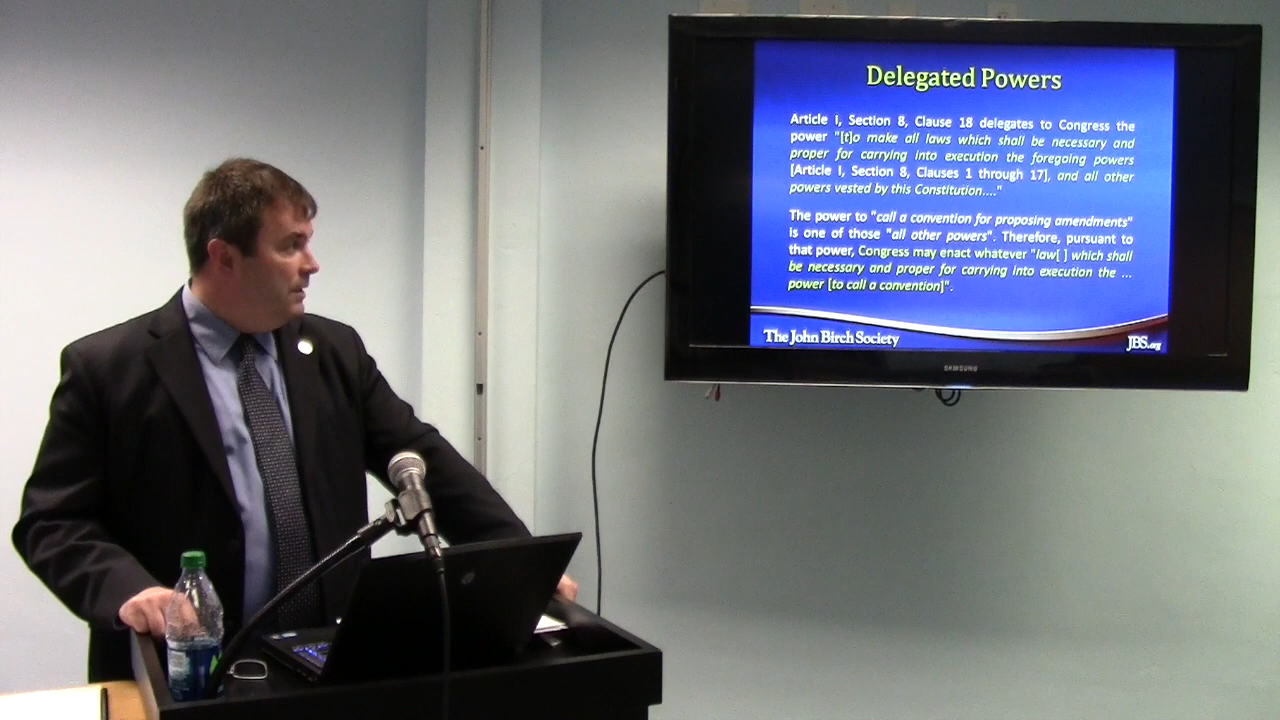 Delegated Powers
Article I, Section 8, Clause 18 delegates to Congress the
power "[t]o make all laws which shall be necessary and
proper for carrying into execution the foregoing powers
[Article I, Section 8, Clauses 1 through 17], and all other
powers vested by this Constitution...."
The power to "call a convention for proposing amendments"
is one of those "all other powers". Therefore, pursuant to
that power, Congress may enact whatever "law[ ] which shall
be necessary and proper for carrying into execution the ...
power [to call a convention]".
The John Birch Society
JBS.org
SAMSUNG
hp